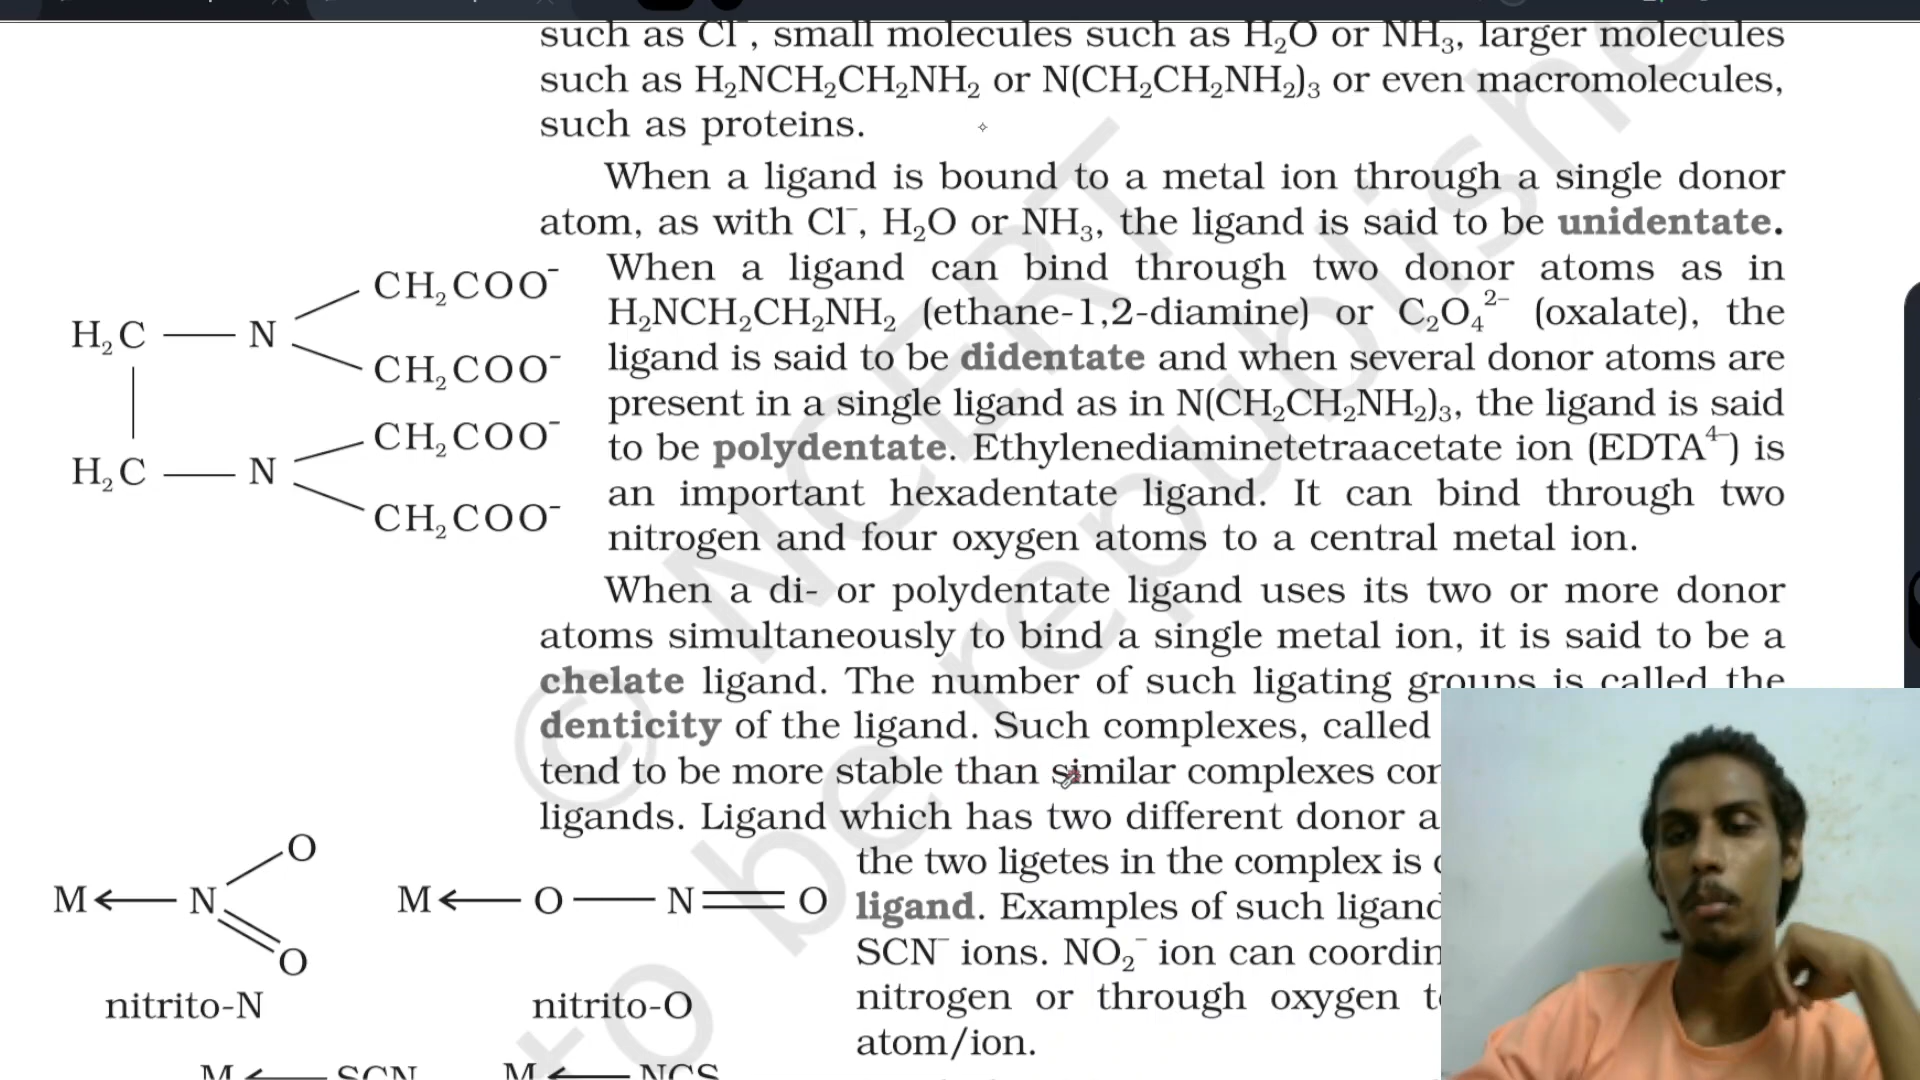 such as Cl⁻, small molecules such as H₂O or NH₃, larger molecules
such as H₂NCH₂CH₂NH₂ or N(CH₂CH₂NH₂)₃ or even macromolecules,
such as proteins.
When a ligand is bound to a metal ion through a single donor
atom, as with Cl⁻, H₂O or NH₃, the ligand is said to be unidentate.
When a ligand can bind through two donor atoms as in
H₂NCH₂CH₂NH₂ (ethane-1,2-diamine) or C₂O₄²⁻ (oxalate), the
ligand is said to be didentate and when several donor atoms are
present in a single ligand as in N(CH₂CH₂NH₂)₃, the ligand is said
to be polydentate. Ethylenediaminetetraacetate ion (EDTA⁴⁻) is
an important hexadentate ligand. It can bind through two
nitrogen and four oxygen atoms to a central metal ion.
CH₂COO⁻
H₂C — N
CH₂COO⁻
CH₂COO⁻
H₂C — N
CH₂COO⁻
When a di- or polydentate ligand uses its two or more donor
atoms simultaneously to bind a single metal ion, it is said to be a
chelate ligand. The number of such ligating groups is called the
denticity of the ligand. Such complexes, called
tend to be more stable than similar complexes
ligands. Ligand which has two different donor
the two ligetes in the complex is
ligand. Examples of such
SCN⁻ ions. NO₂⁻ ion can
nitrogen or through oxygen
atom/ion.
O
M ← N
O
nitrito-N
M ← O — N = O
nitrito-O
M ← SCN
M ← NCS
© NCERT
to be republishe